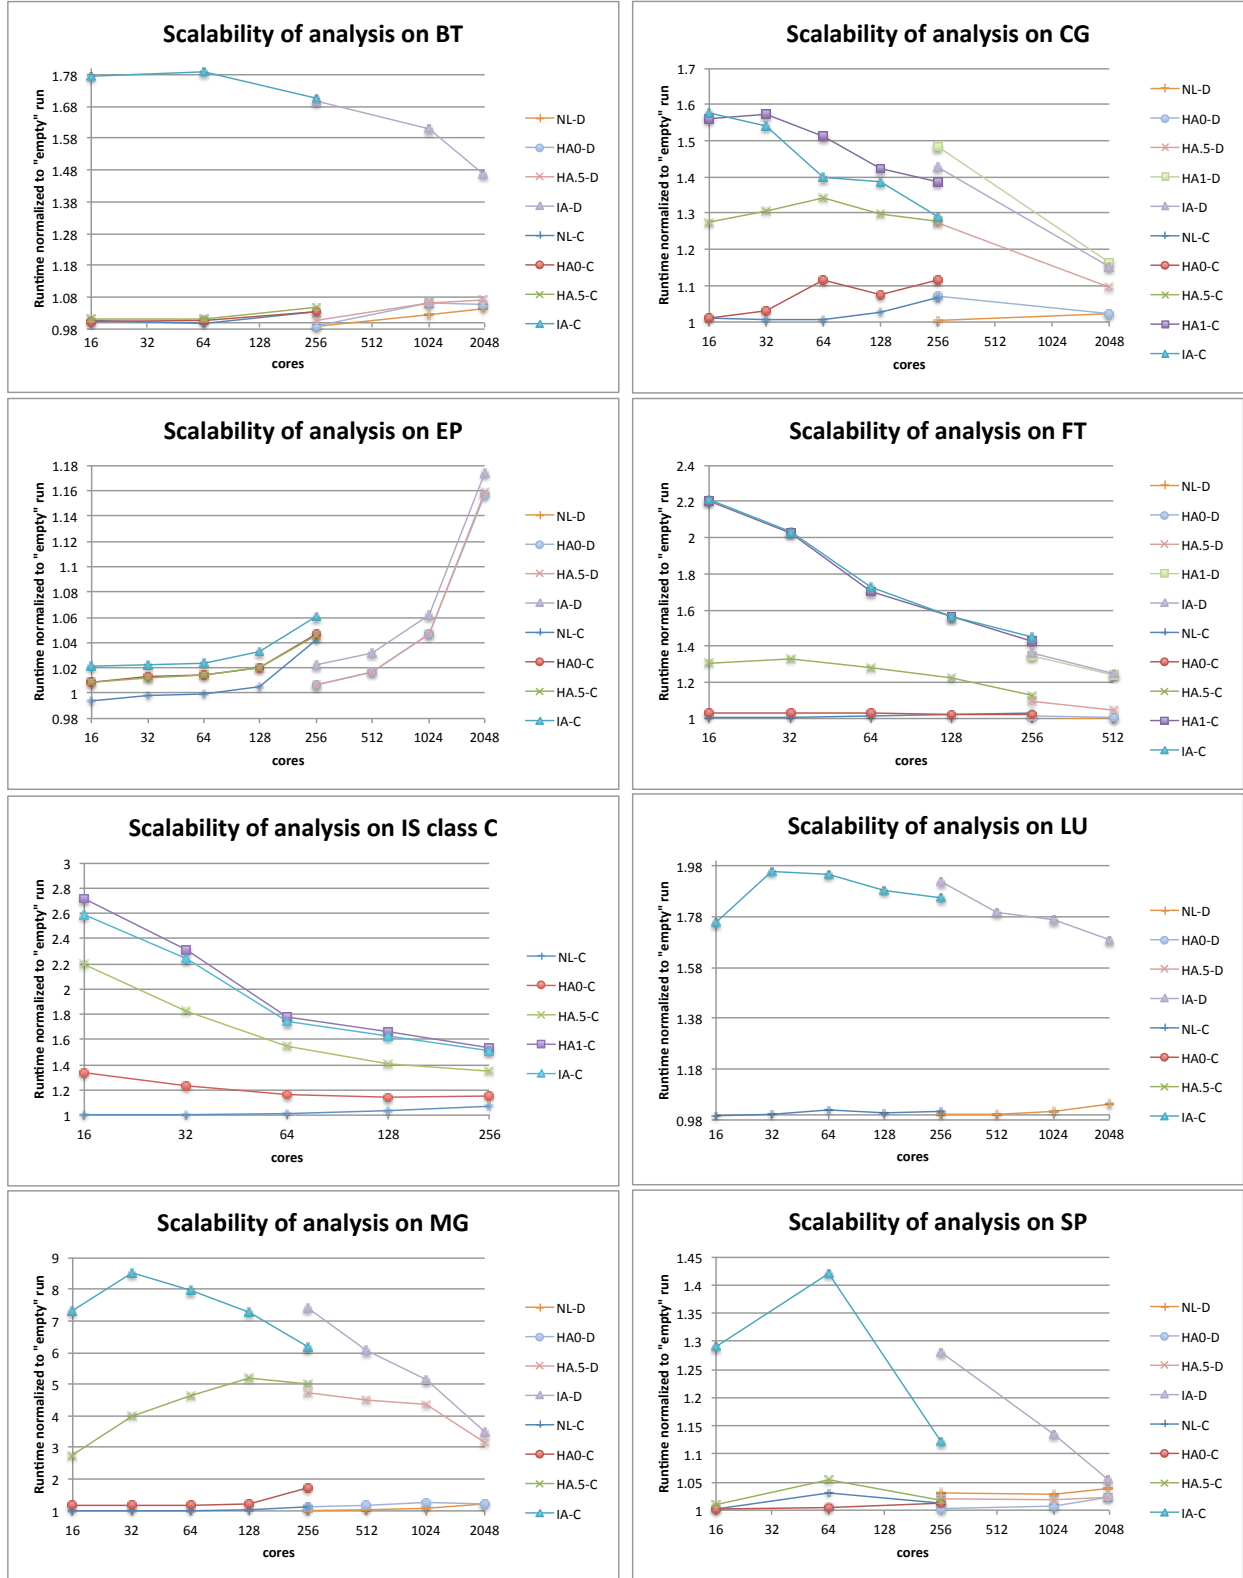 Scalability of analysis on BT
Runtime normalized to "empty" run
1.78
1.68
1.58
1.48
1.38
1.28
1.18
1.08
0.98
16 32 64 128 256 512 1024 2048
cores
NL-D
HA0-D
HA.5-D
IA-D
NL-C
HA0-C
HA.5-C
IA-C
Scalability of analysis on CG
Runtime normalized to "empty" run
1.7
1.6
1.5
1.4
1.3
1.2
1.1
1
16 32 64 128 256 512 1024 2048
cores
NL-D
HA0-D
HA.5-D
HA1-D
IA-D
NL-C
HA0-C
HA.5-C
HA1-C
IA-C
Scalability of analysis on EP
Runtime normalized to "empty" run
1.18
1.16
1.14
1.12
1.1
1.08
1.06
1.04
1.02
1
0.98
16 32 64 128 256 512 1024 2048
cores
NL-D
HA0-D
HA.5-D
IA-D
NL-C
HA0-C
HA.5-C
IA-C
Scalability of analysis on FT
Runtime normalized to "empty" run
2.4
2.2
2
1.8
1.6
1.4
1.2
1
16 32 64 128 256 512
cores
NL-D
HA0-D
HA.5-D
HA1-D
IA-D
NL-C
HA0-C
HA.5-C
HA1-C
IA-C
Scalability of analysis on IS class C
Runtime normalized to "empty" run
3
2.8
2.6
2.4
2.2
2
1.8
1.6
1.4
1.2
1
16 32 64 128 256
cores
NL-C
HA0-C
HA.5-C
HA1-C
IA-C
Scalability of analysis on LU
Runtime normalized to "empty" run
1.98
1.78
1.58
1.38
1.18
0.98
16 32 64 128 256 512 1024 2048
cores
NL-D
HA0-D
HA.5-D
IA-D
NL-C
HA0-C
HA.5-C
IA-C
Scalability of analysis on MG
Runtime normalized to "empty" run
9
8
7
6
5
4
3
2
1
16 32 64 128 256 512 1024 2048
cores
NL-D
HA0-D
HA.5-D
IA-D
NL-C
HA0-C
HA.5-C
IA-C
Scalability of analysis on SP
Runtime normalized to "empty" run
1.45
1.4
1.35
1.3
1.25
1.2
1.15
1.1
1.05
1
16 32 64 128 256 512 1024 2048
cores
NL-D
HA0-D
HA.5-D
IA-D
NL-C
HA0-C
HA.5-C
IA-C